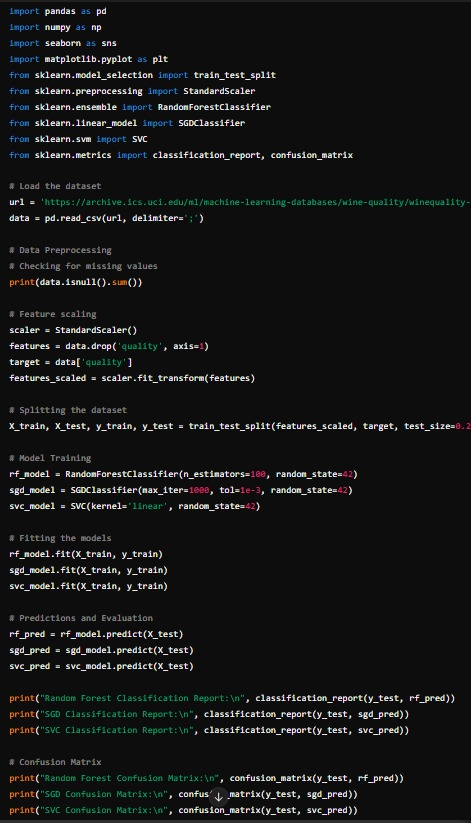 import pandas as pd
import numpy as np
import seaborn as sns
import matplotlib.pyplot as plt
from sklearn.model_selection import train_test_split
from sklearn.preprocessing import StandardScaler
from sklearn.ensemble import RandomForestClassifier
from sklearn.linear_model import SGDClassifier
from sklearn.svm import SVC
from sklearn.metrics import classification_report, confusion_matrix
# Load the dataset
url = 'https://archive.ics.uci.edu/ml/machine-learning-databases/wine-quality/winequality-
data = pd.read_csv(url, delimiter=';')
# Data Preprocessing
# Checking for missing values
print(data.isnull().sum())
# Feature scaling
scaler = StandardScaler()
features = data.drop('quality', axis=1)
target = data['quality']
features_scaled = scaler.fit_transform(features)
# Splitting the dataset
X_train, X_test, y_train, y_test = train_test_split(features_scaled, target, test_size=0.2
# Model Training
rf_model = RandomForestClassifier(n_estimators=100, random_state=42)
sgd_model = SGDClassifier(max_iter=1000, tol=1e-3, random_state=42)
svc_model = SVC(kernel='linear', random_state=42)
# Fitting the models
rf_model.fit(X_train, y_train)
sgd_model.fit(X_train, y_train)
svc_model.fit(X_train, y_train)
# Predictions and Evaluation
rf_pred = rf_model.predict(X_test)
sgd_pred = sgd_model.predict(X_test)
svc_pred = svc_model.predict(X_test)
print("Random Forest Classification Report:\n", classification_report(y_test, rf_pred))
print("SGD Classification Report:\n", classification_report(y_test, sgd_pred))
print("SVC Classification Report:\n", classification_report(y_test, svc_pred))
# Confusion Matrix
print("Random Forest Confusion Matrix:\n", confusion_matrix(y_test, rf_pred))
print("SGD Confusion Matrix:\n", confusion_matrix(y_test, sgd_pred))
print("SVC Confusion Matrix:\n", confusion_matrix(y_test, svc_pred))